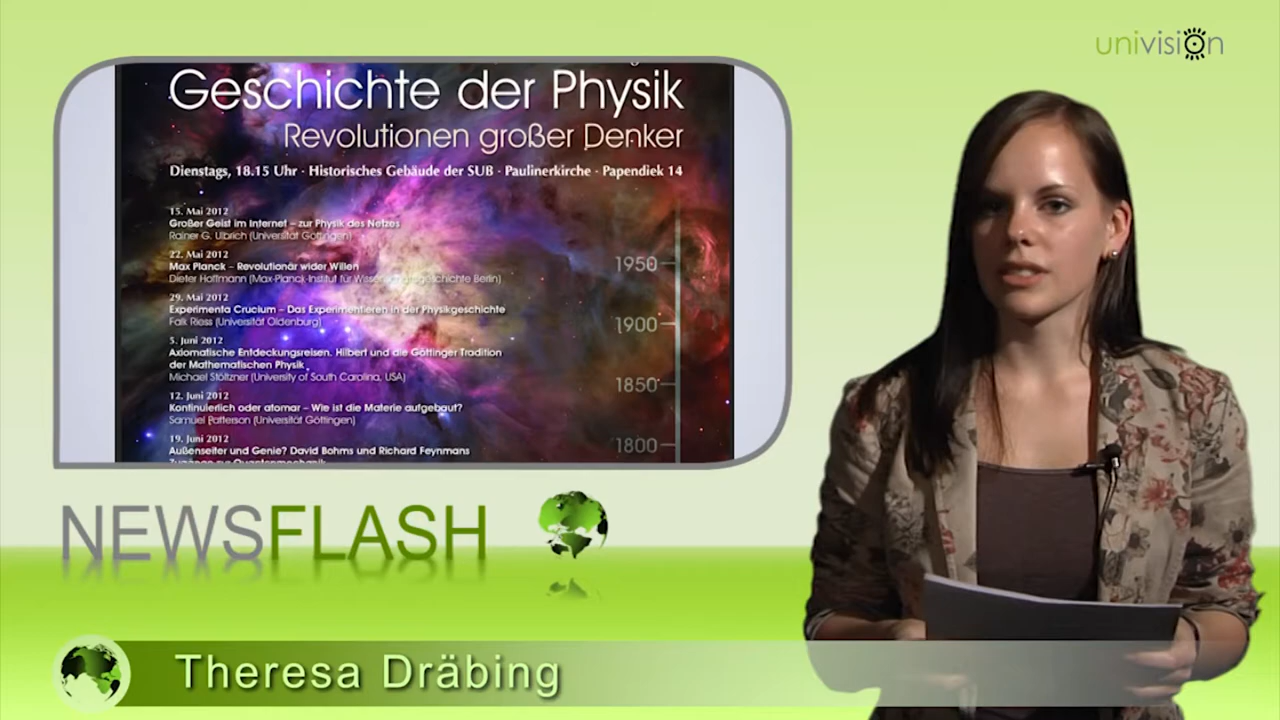 univision
Geschichte der Physik
Revolutionen großer Denker
Dienstags, 18.15 Uhr · Historisches Gebäude der SUB · Paulinerkirche · Papendiek 14
15. Mai 2012
Großer Geist im Internet – zur Physik des Netzes
Rainer G. Ulbrich (Universität Göttingen)
22. Mai 2012
Max Planck – Revolutionär wider Willen
Dieter Hoffmann (Max-Planck-Institut für Wissenschaftsgeschichte Berlin)
29. Mai 2012
Experimenta Crucium – Das Experimentieren in der Physikgeschichte
Falk Riess (Universität Oldenburg)
5. Juni 2012
Axiomatische Entdeckungsreisen. Hilbert und die Göttinger Tradition
der Mathematischen Physik
Michael Stöltzner (University of South Carolina, USA)
12. Juni 2012
Kontinuierlich oder atomar – Wie ist die Materie aufgebaut?
Samuel Patterson (Universität Göttingen)
19. Juni 2012
Außenseiter und Genie? David Bohms und Richard Feynmans
1950
1900
1850
1800
NEWSFLASH
Theresa Dräbing